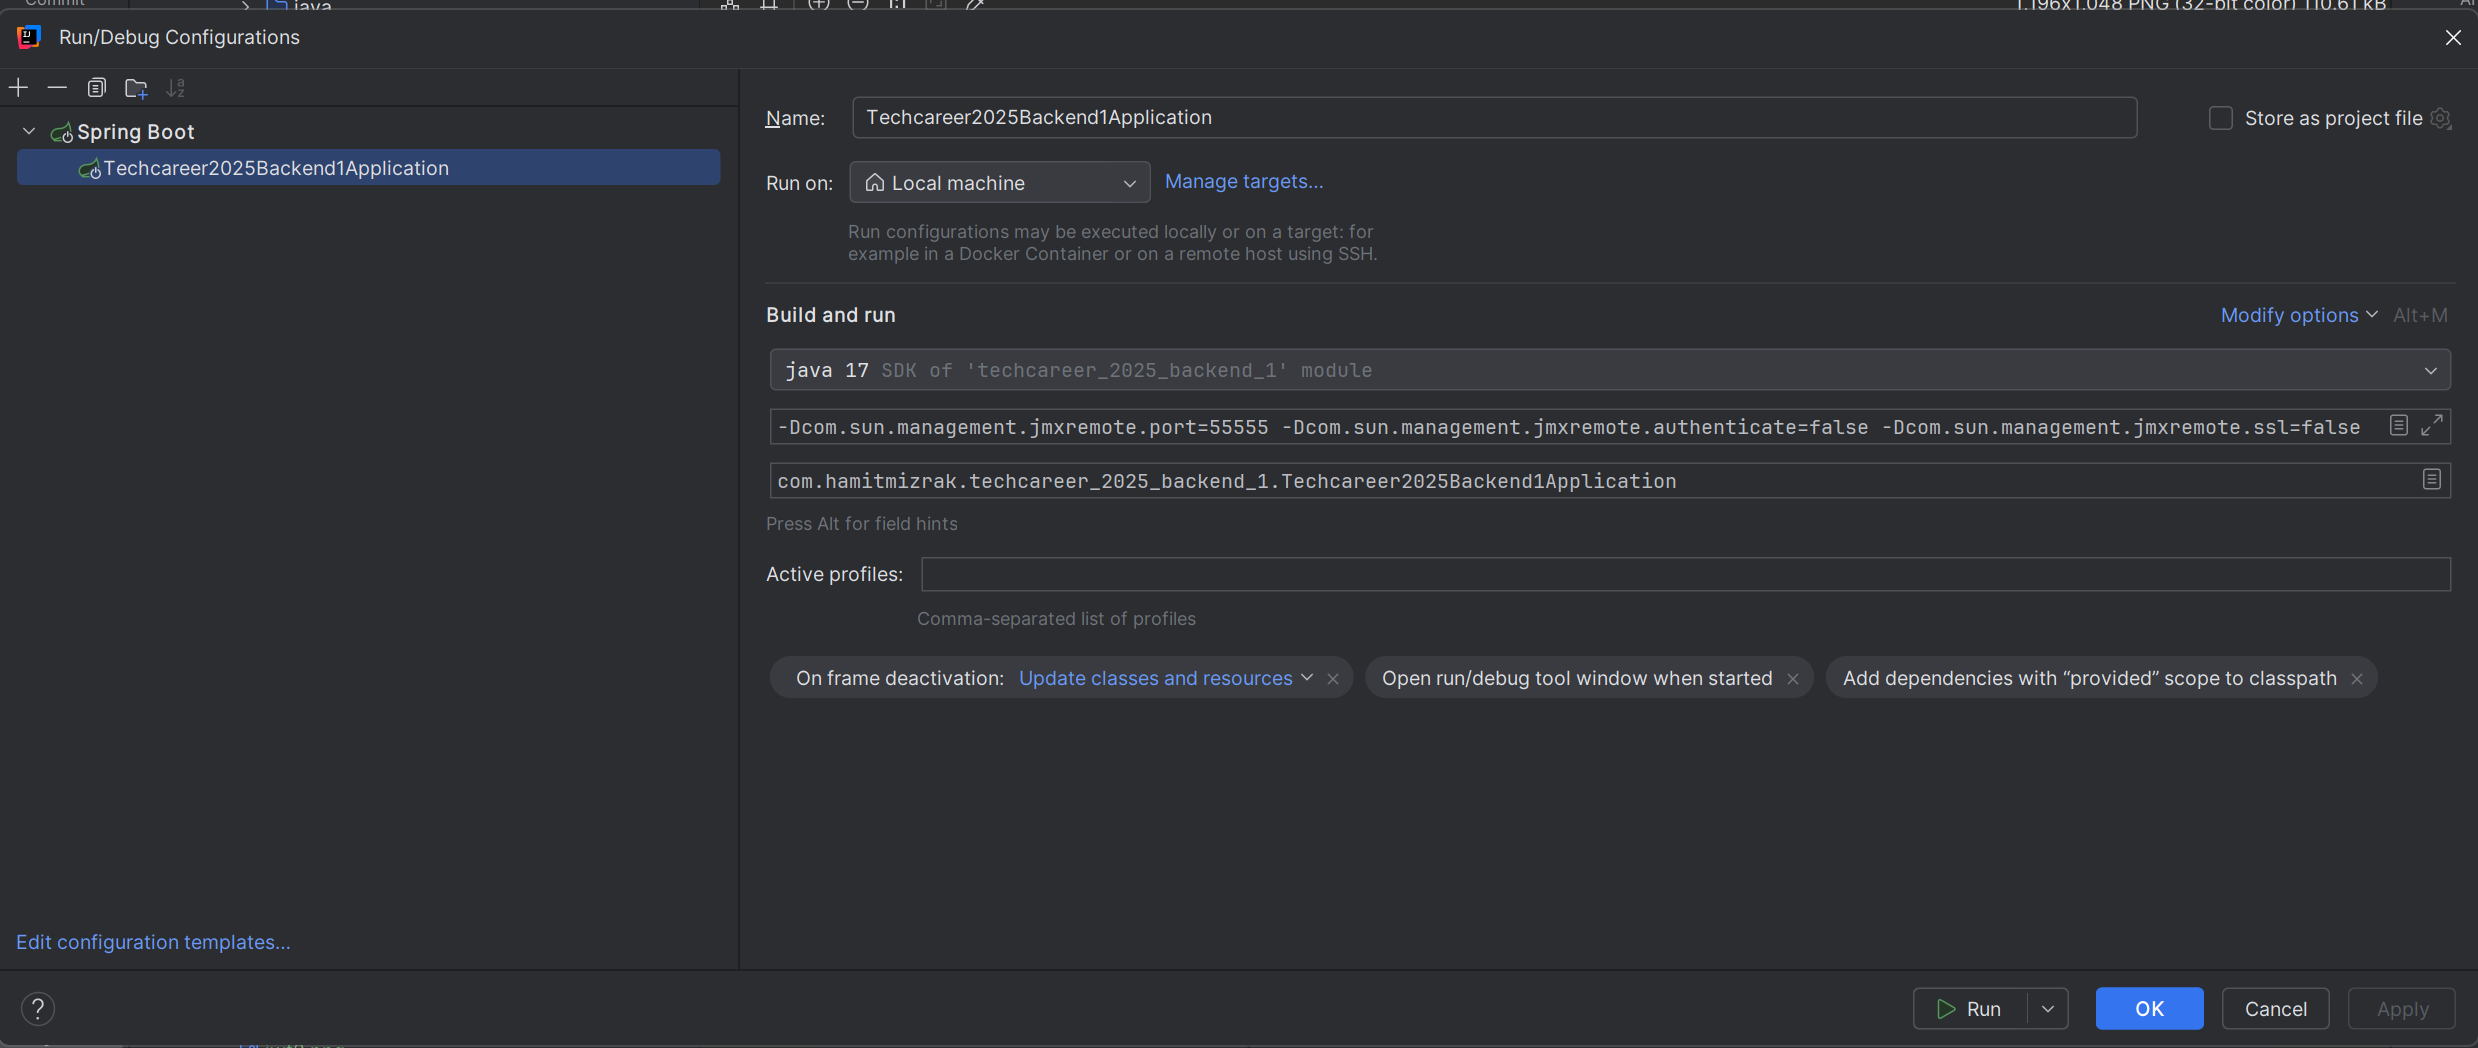 Commit
java
1,196x1,048 PNG (32-bit color) 110.61 kB
Run/Debug Configurations
Spring Boot
Techcareer2025Backend1Application
Name:
Techcareer2025Backend1Application
Store as project file
Run on:
Local machine
Manage targets...
Run configurations may be executed locally or on a target: for
example in a Docker Container or on a remote host using SSH.
Build and run
Modify options
Alt+M
java 17 SDK of 'techcareer_2025_backend_1' module
-Dcom.sun.management.jmxremote.port=55555 -Dcom.sun.management.jmxremote.authenticate=false -Dcom.sun.management.jmxremote.ssl=false
com.hamitmizrak.techcareer_2025_backend_1.Techcareer2025Backend1Application
Press Alt for field hints
Active profiles:
Comma-separated list of profiles
On frame deactivation: Update classes and resources
Open run/debug tool window when started
Add dependencies with “provided” scope to classpath
Edit configuration templates...
?
Run
OK
Cancel
Apply